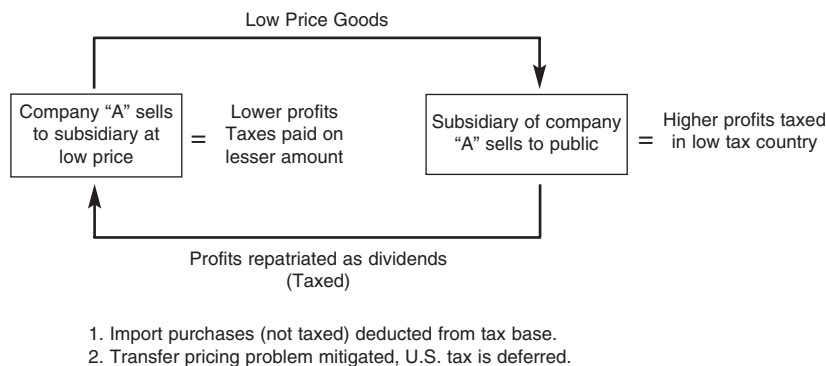 Low Price Goods
Company “A” sells
to subsidiary at
low price
=
Lower profits
Taxes paid on
lesser amount
Subsidiary of company
“A” sells to public
=
Higher profits taxed
in low tax country
Profits repatriated as dividends
(Taxed)
1. Import purchases (not taxed) deducted from tax base.
2. Transfer pricing problem mitigated, U.S. tax is deferred.